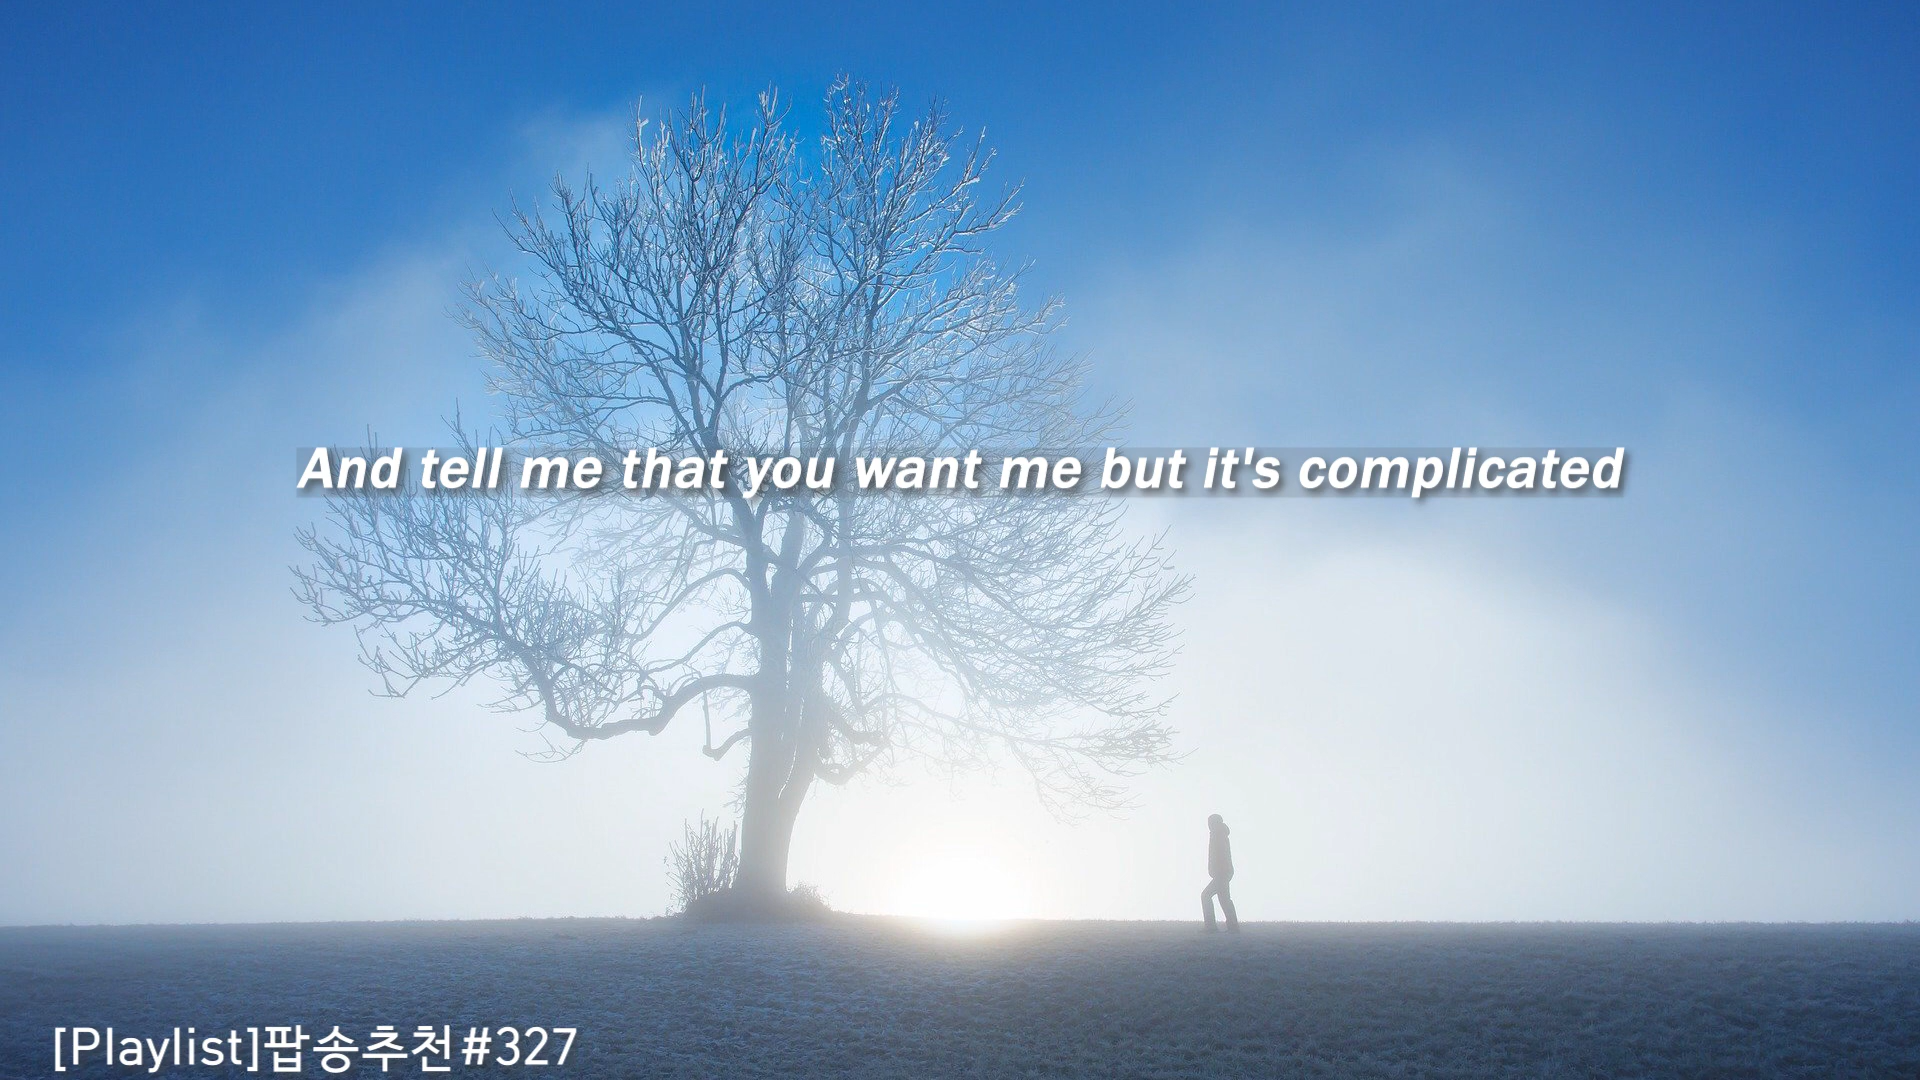 And tell me that you want me but it's complicated
[Playlist]팝송추천#327